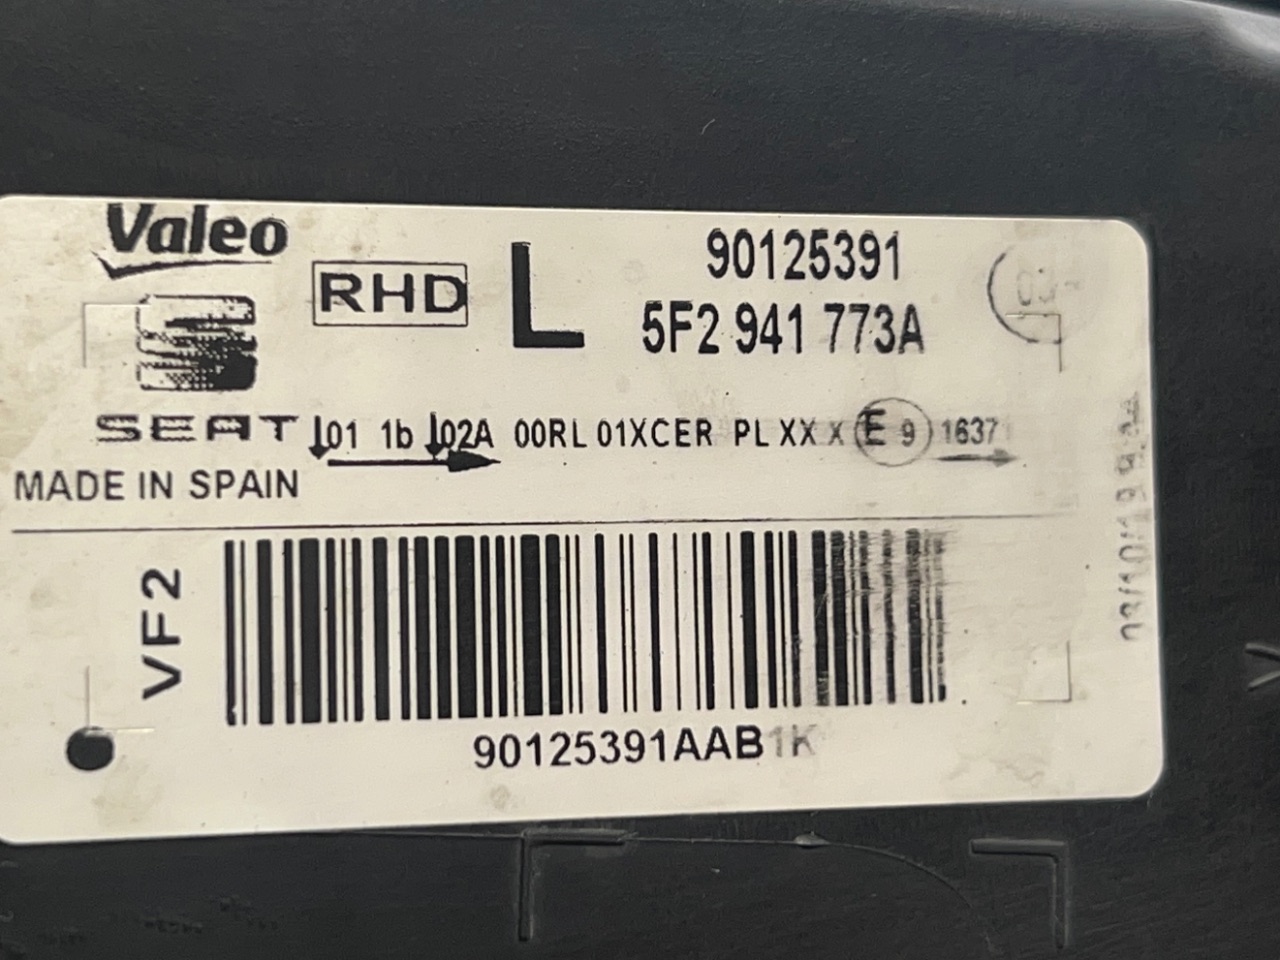 Valeo
RHD L 90125391
5F2 941 773A
SEAT
01 1b 02A 00RL 01XCER PL XX X E 9 1637
MADE IN SPAIN
VF2
90125391AAB1K